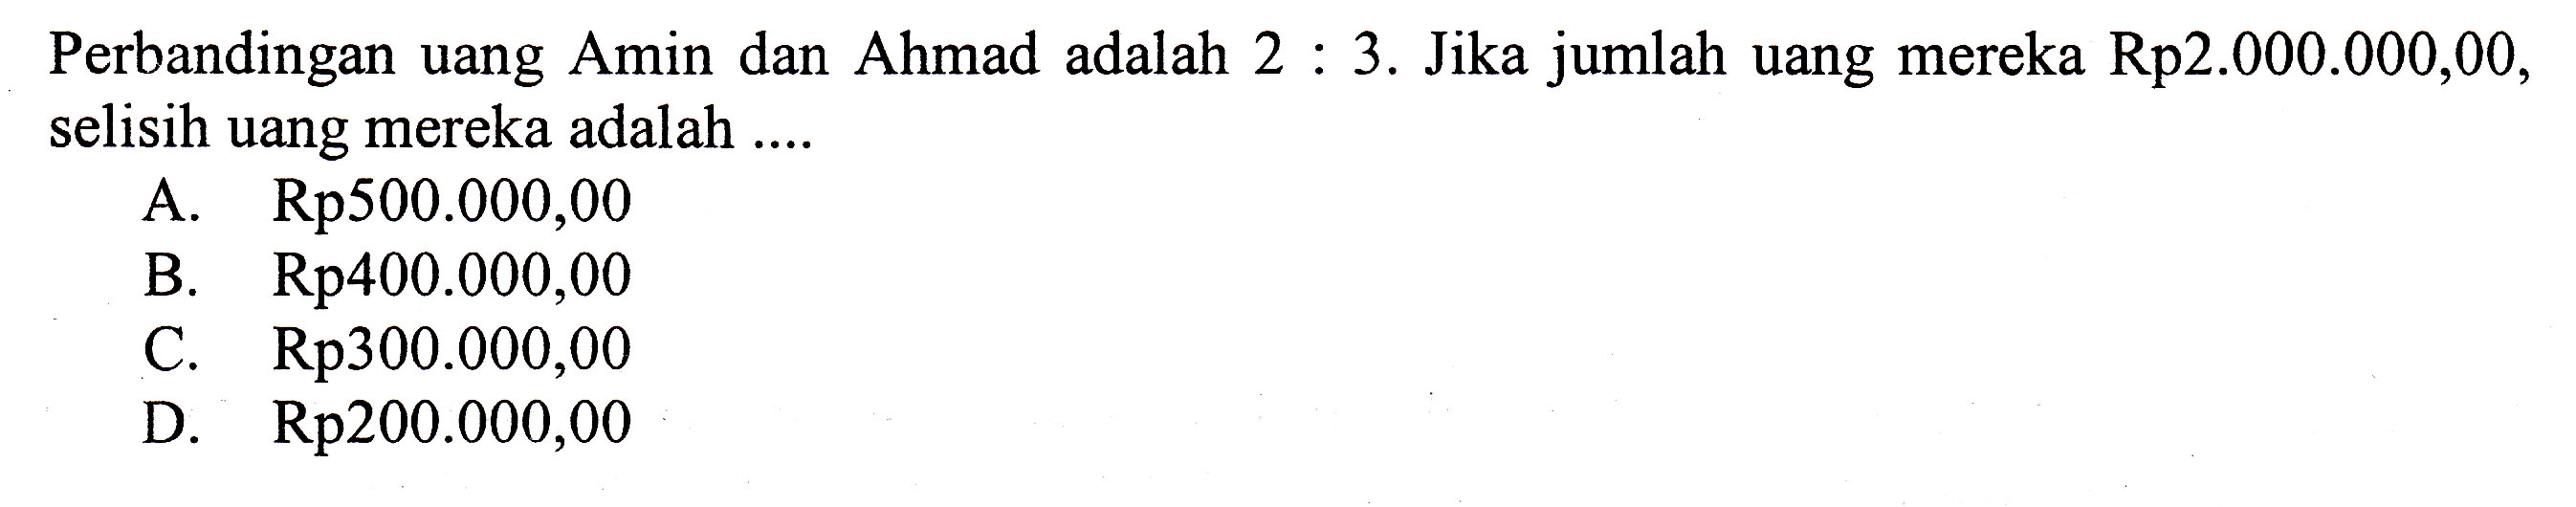 Perbandingan uang Amin dan Ahmad adalah 2 : 3. Jika jumlah uang mereka Rp2.000.000,00,
selisih uang mereka adalah ....
A. Rp500.000,00
B. Rp400.000,00
C. Rp300.000,00
D. Rp200.000,00